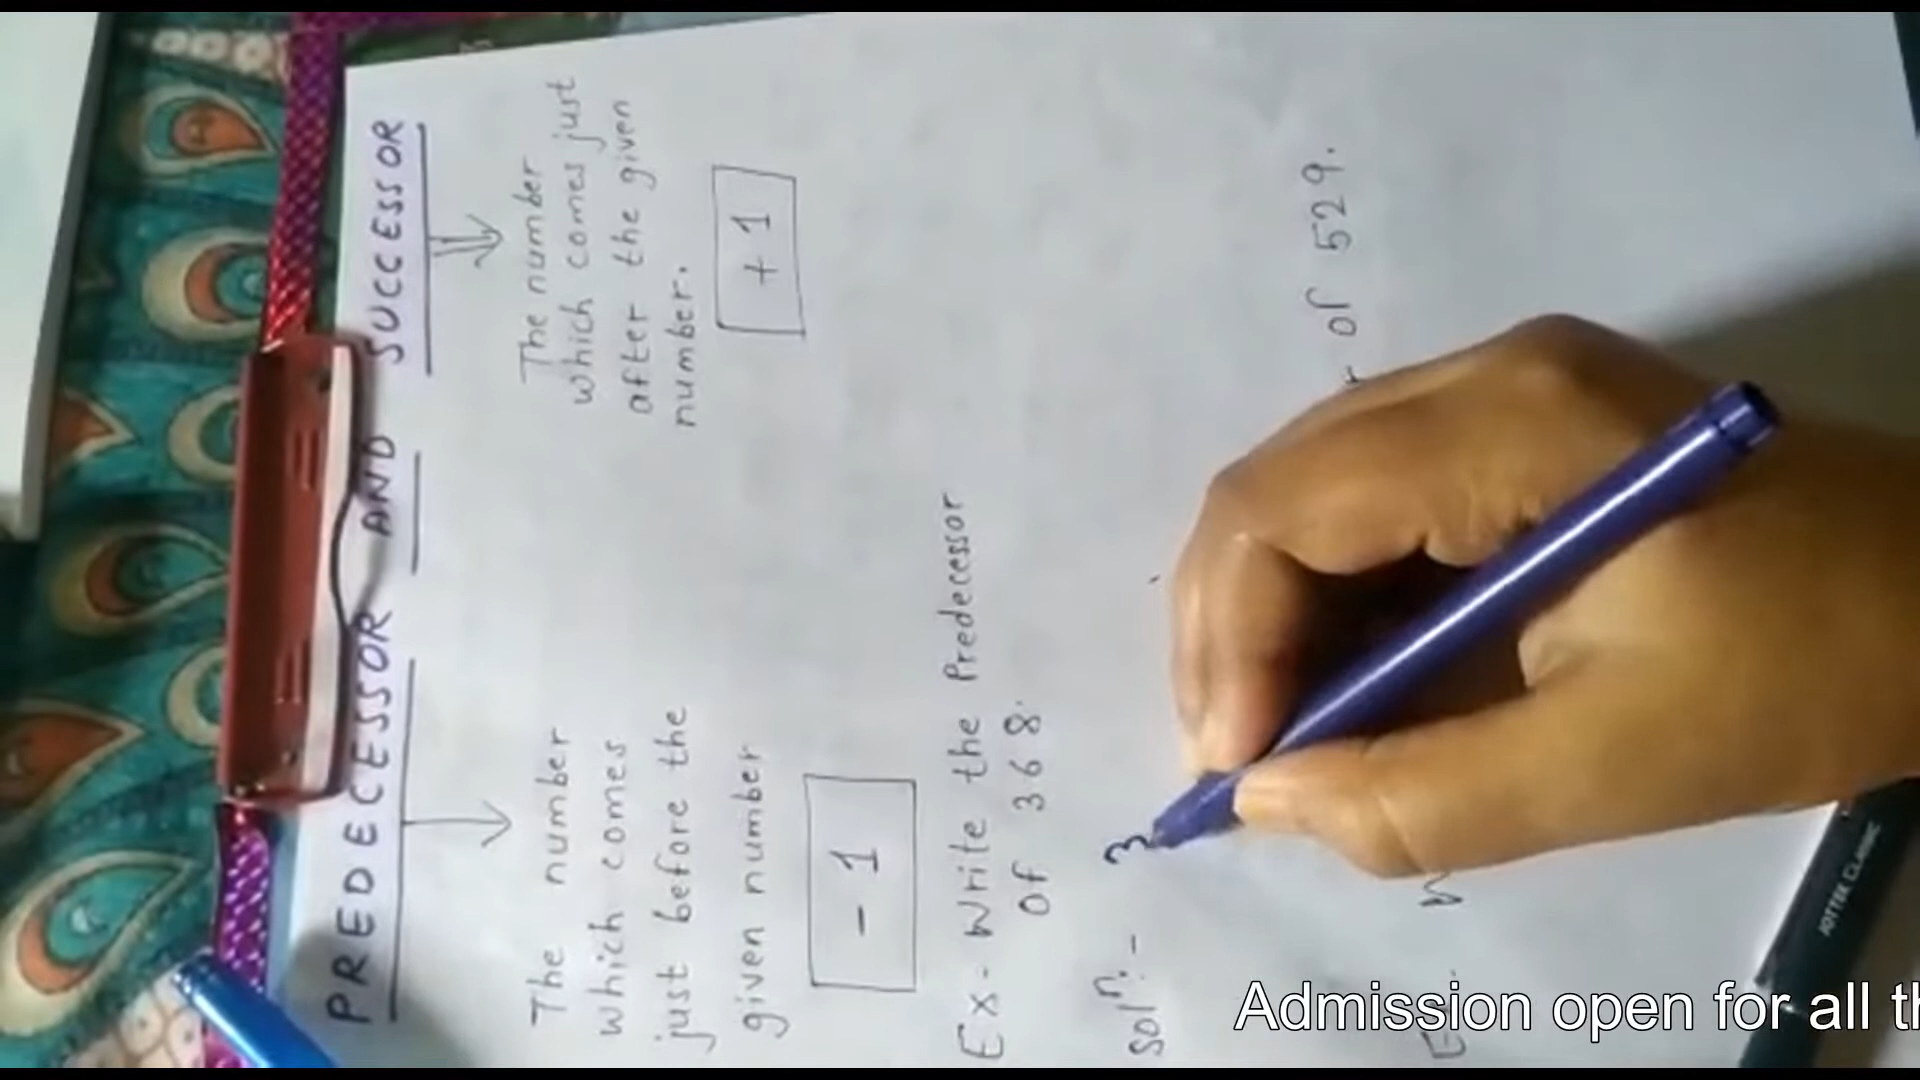 PREDECESSOR AND SUCCESSOR
The number
which comes
just before the
given number
- 1
The number
which comes just
after the given
number.
+ 1
Ex - Write the Predecessor
of 368.
Solⁿ:- 3
of 529.
JOTTER CLASSIC
Admission open for all